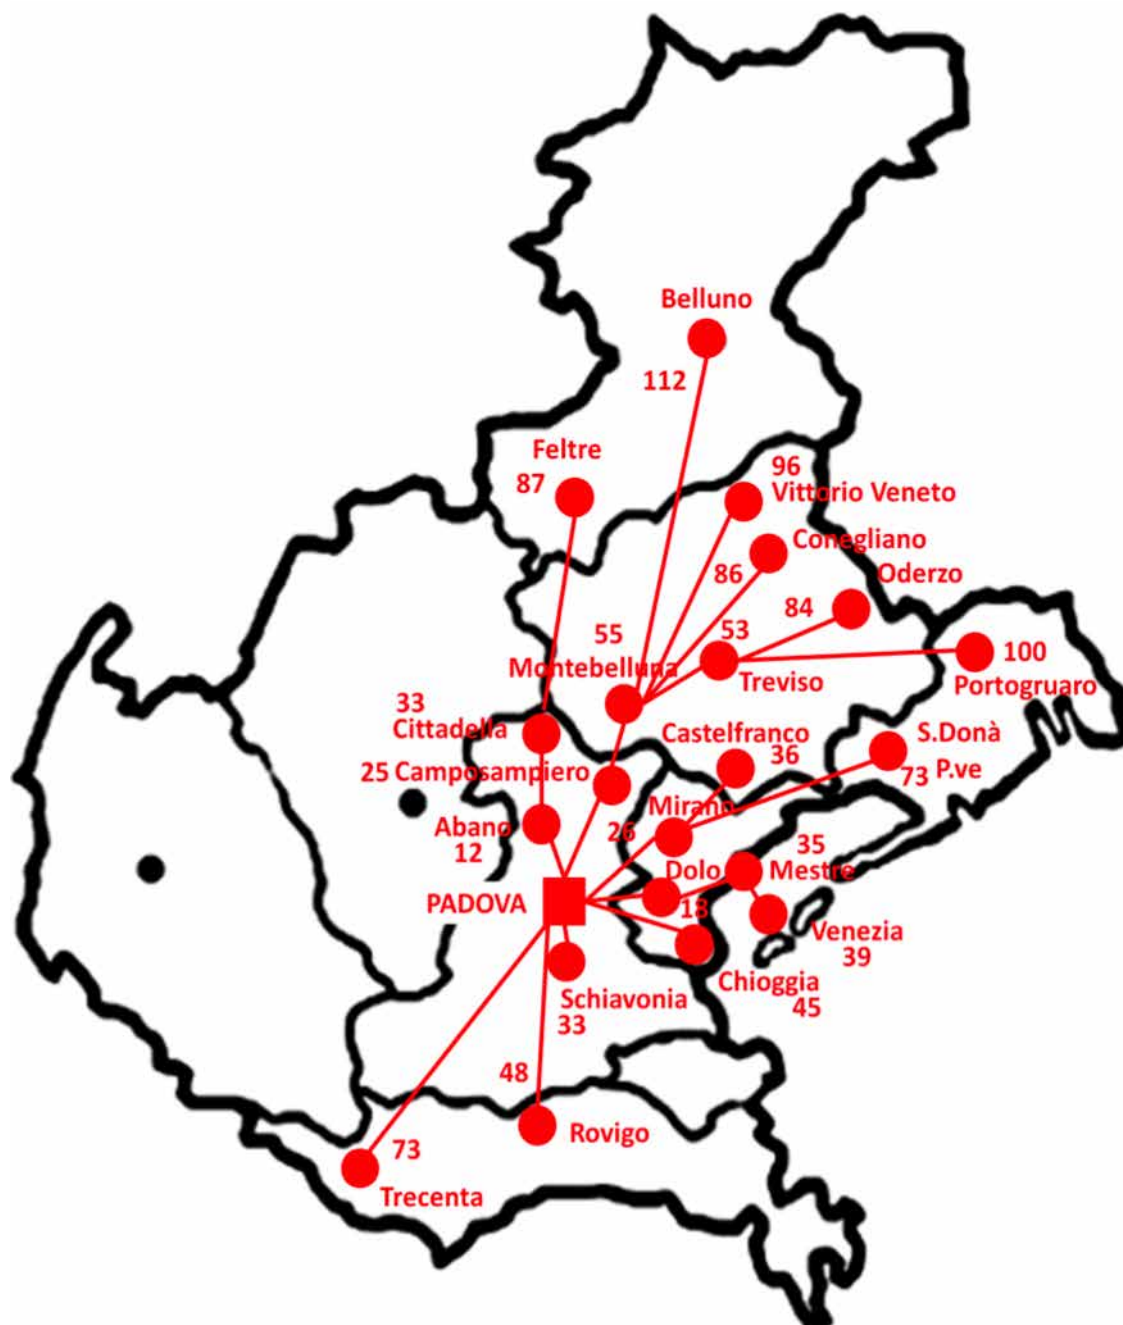 Belluno
112
Feltre
87
96
Vittorio Veneto
Conegliano
86
Oderzo
84
53
55
Montebelluna
Treviso
100
Portogruaro
33
Cittadella
Castelfranco
36
S.Donà
73 P.ve
25 Camposampiero
Mirano
26
Abano
12
35
Mestre
Dolo
18
PADOVA
Venezia
39
Chioggia
45
Schiavonia
33
48
Rovigo
73
Trecenta